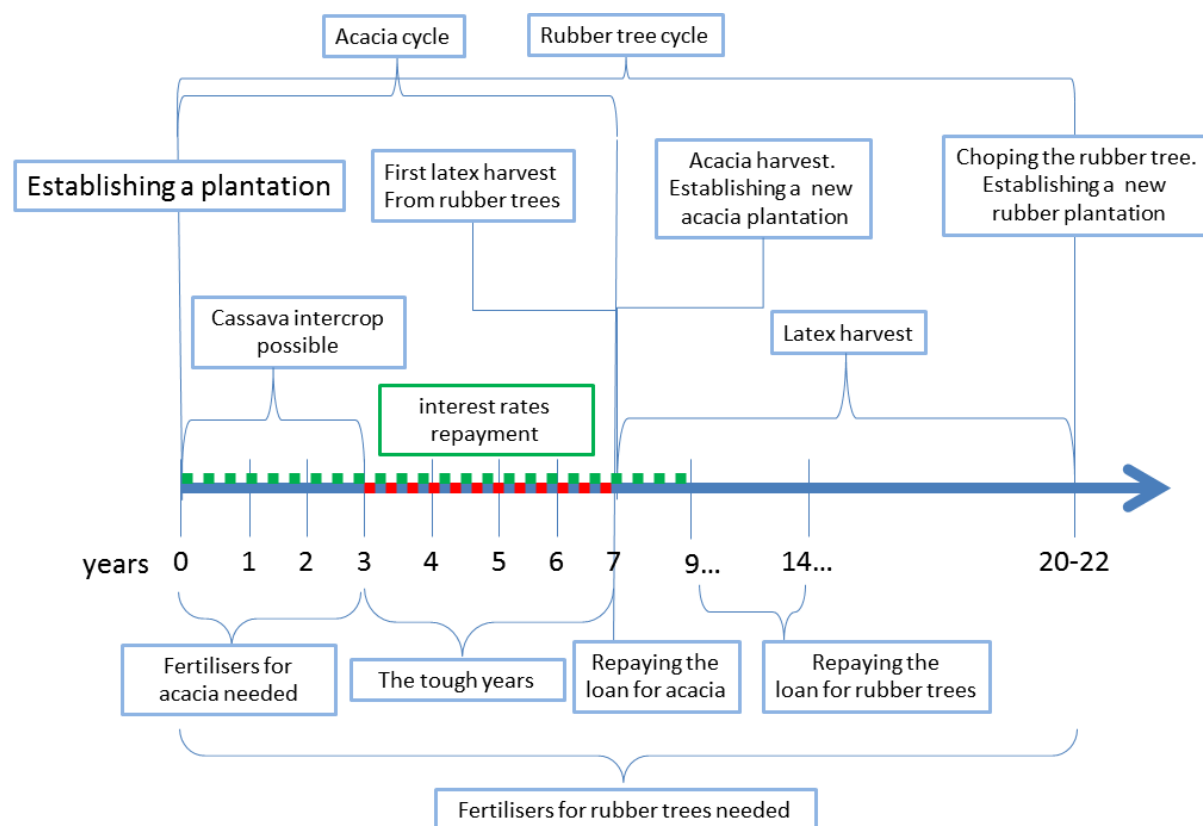 Acacia cycle
Rubber tree cycle
Establishing a plantation
First latex harvest
From rubber trees
Acacia harvest.
Establishing a new
acacia plantation
Choping the rubber tree.
Establishing a new
rubber plantation
Cassava intercrop
possible
Latex harvest
interest rates
repayment
years 0 1 2 3 4 5 6 7 9... 14... 20-22
Fertilisers for
acacia needed
The tough years
Repaying the
loan for acacia
Repaying the
loan for rubber trees
Fertilisers for rubber trees needed